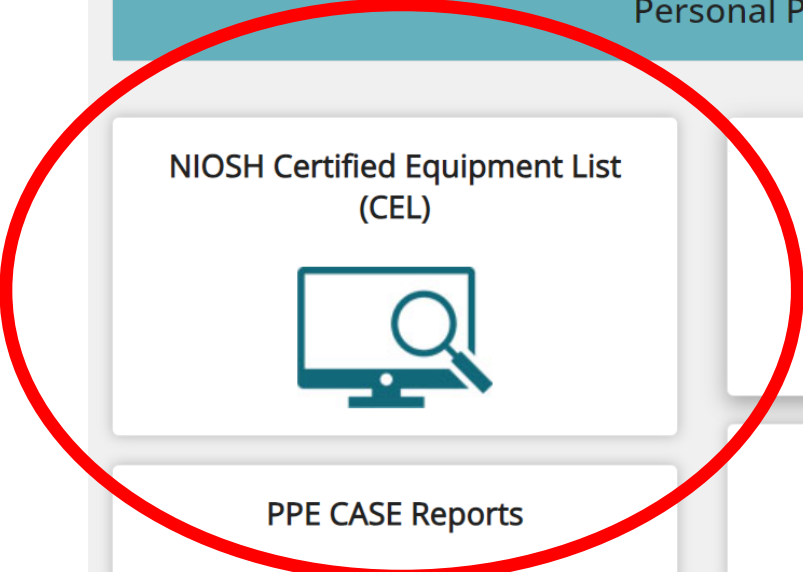 Personal P
NIOSH Certified Equipment List
(CEL)
PPE CASE Reports